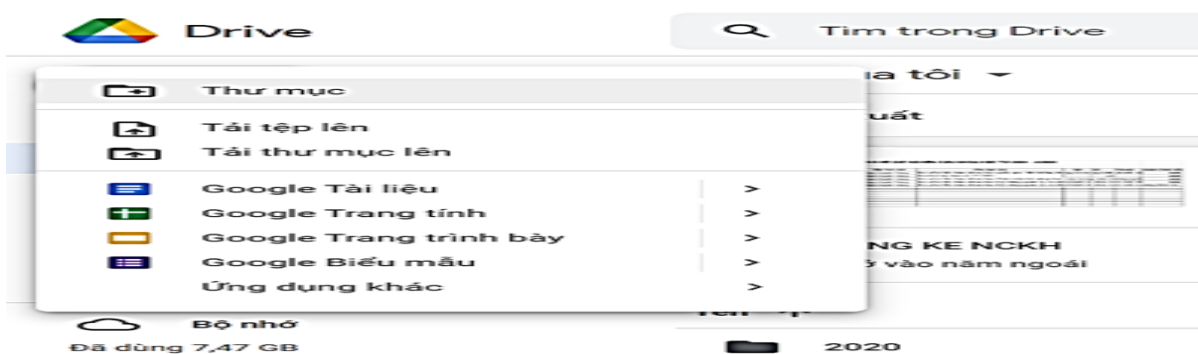 Drive
Tìm trong Drive
ủa tôi
Thư mục
uất
Tải tệp lên
Tải thư mục lên
Google Tài liệu
Google Trang tính
Google Trang trình bày
Google Biểu mẫu
NG KE NCKH
ở vào năm ngoái
Ứng dụng khác
Tên
Bộ nhớ
Đã dùng 7,47 GB
2020